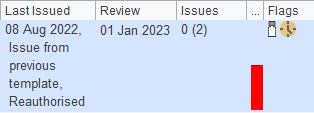 Last Issued Review Issues ... Flags
08 Aug 2022, 01 Jan 2023 0 (2)
Issue from
previous
template,
Reauthorised